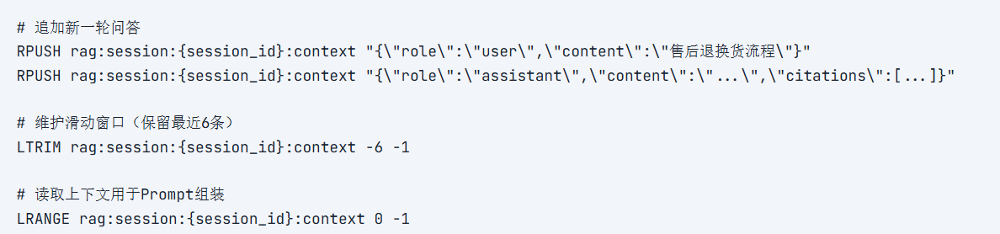 # 追加新一轮问答
RPUSH rag:session:{session_id}:context "{\"role\":\"user\",\"content\":\"售后退换货流程\"}"
RPUSH rag:session:{session_id}:context "{\"role\":\"assistant\",\"content\":\"...\",\"citations\":[...]}"
# 维护滑动窗口（保留最近6条）
LTRIM rag:session:{session_id}:context -6 -1
# 读取上下文用于Prompt组装
LRANGE rag:session:{session_id}:context 0 -1